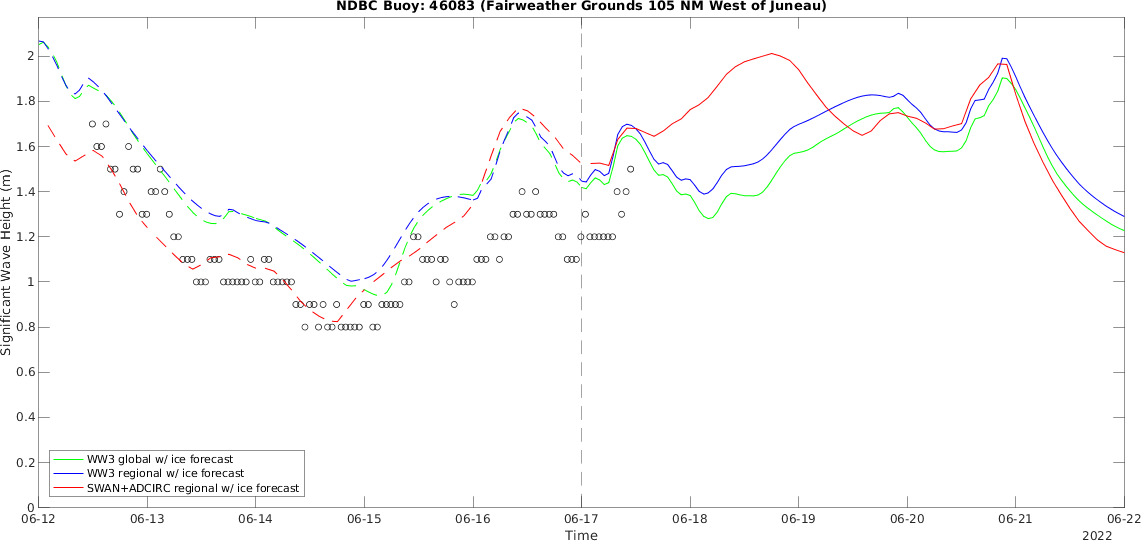 NDBC Buoy: 46083 (Fairweather Grounds 105 NM West of Juneau)
Significant Wave Height (m)
2
1.8
1.6
1.4
1.2
1
0.8
0.6
0.4
0.2
0
WW3 global w/ ice forecast
WW3 regional w/ ice forecast
SWAN+ADCIRC regional w/ ice forecast
06-12 06-13 06-14 06-15 06-16 06-17 06-18 06-19 06-20 06-21 06-22
Time 2022